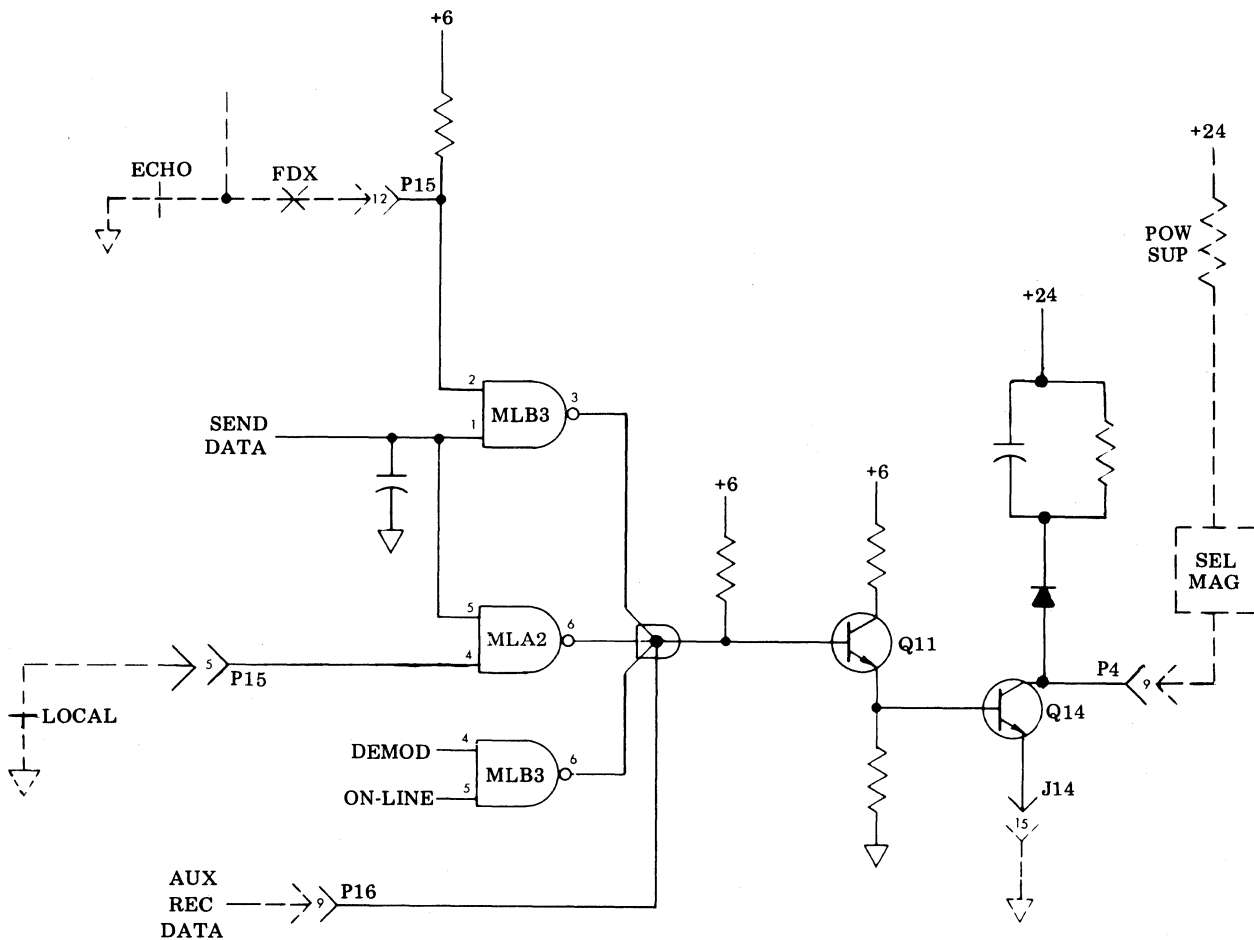 +6
ECHO
FDX
12
P15
+24
POW
SUP
+24
2
MLB3
3
1
SEND
DATA
+6
+6
SEL
MAG
5
MLA2
6
4
5
P15
Q11
P4
9
Q14
LOCAL
DEMOD
4
MLB3
6
ON-LINE
5
J14
15
AUX
REC
DATA
9
P16